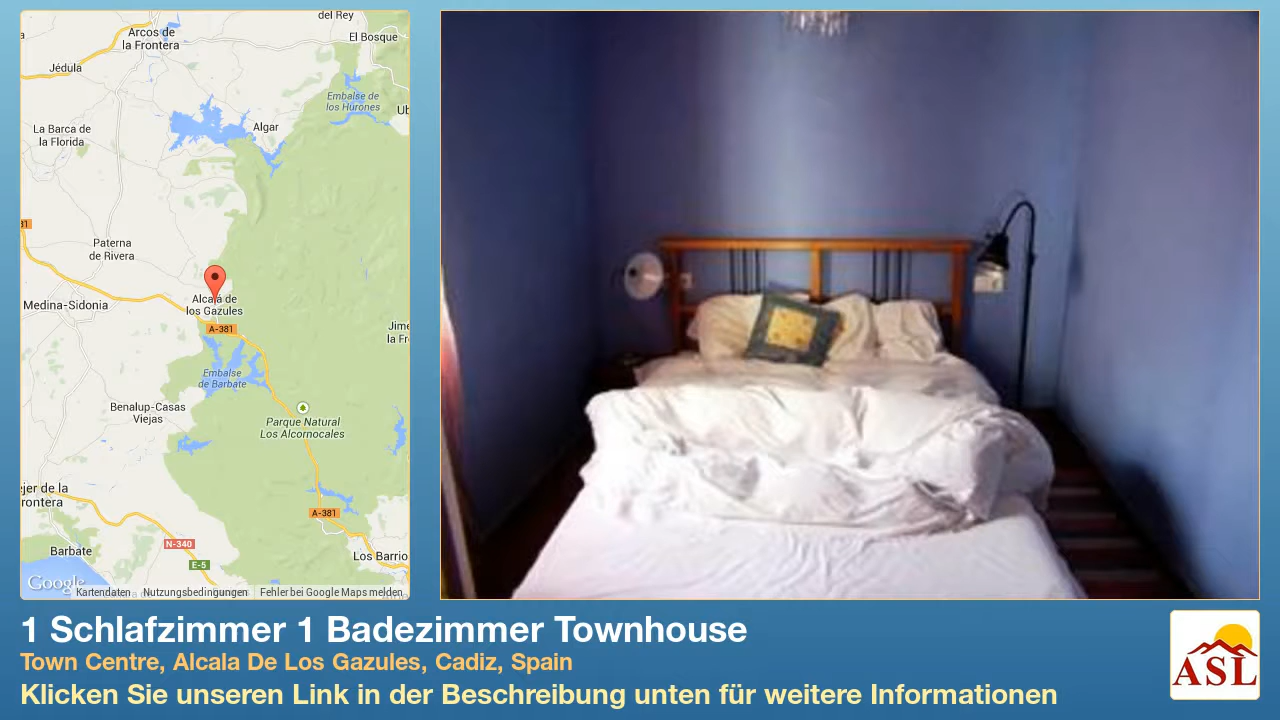 del Rey
Arcos de
la Frontera
El Bosque
Jédula
Embalse de
los Hurones
La Barca de
la Florida
Algar
Paterna
de Rivera
Medina-Sidonia
Alcalá de
los Gazules
A-381
Embalse
de Barbate
Benalup-Casas
Viejas
Parque Natural
Los Alcornocales
A-381
N-340
E-5
Barbate
Los Barrio
Google
Kartendaten
Nutzungsbedingungen
Fehler bei Google Maps melden
1 Schlafzimmer 1 Badezimmer Townhouse
Town Centre, Alcala De Los Gazules, Cadiz, Spain
Klicken Sie unseren Link in der Beschreibung unten für weitere Informationen
ASL